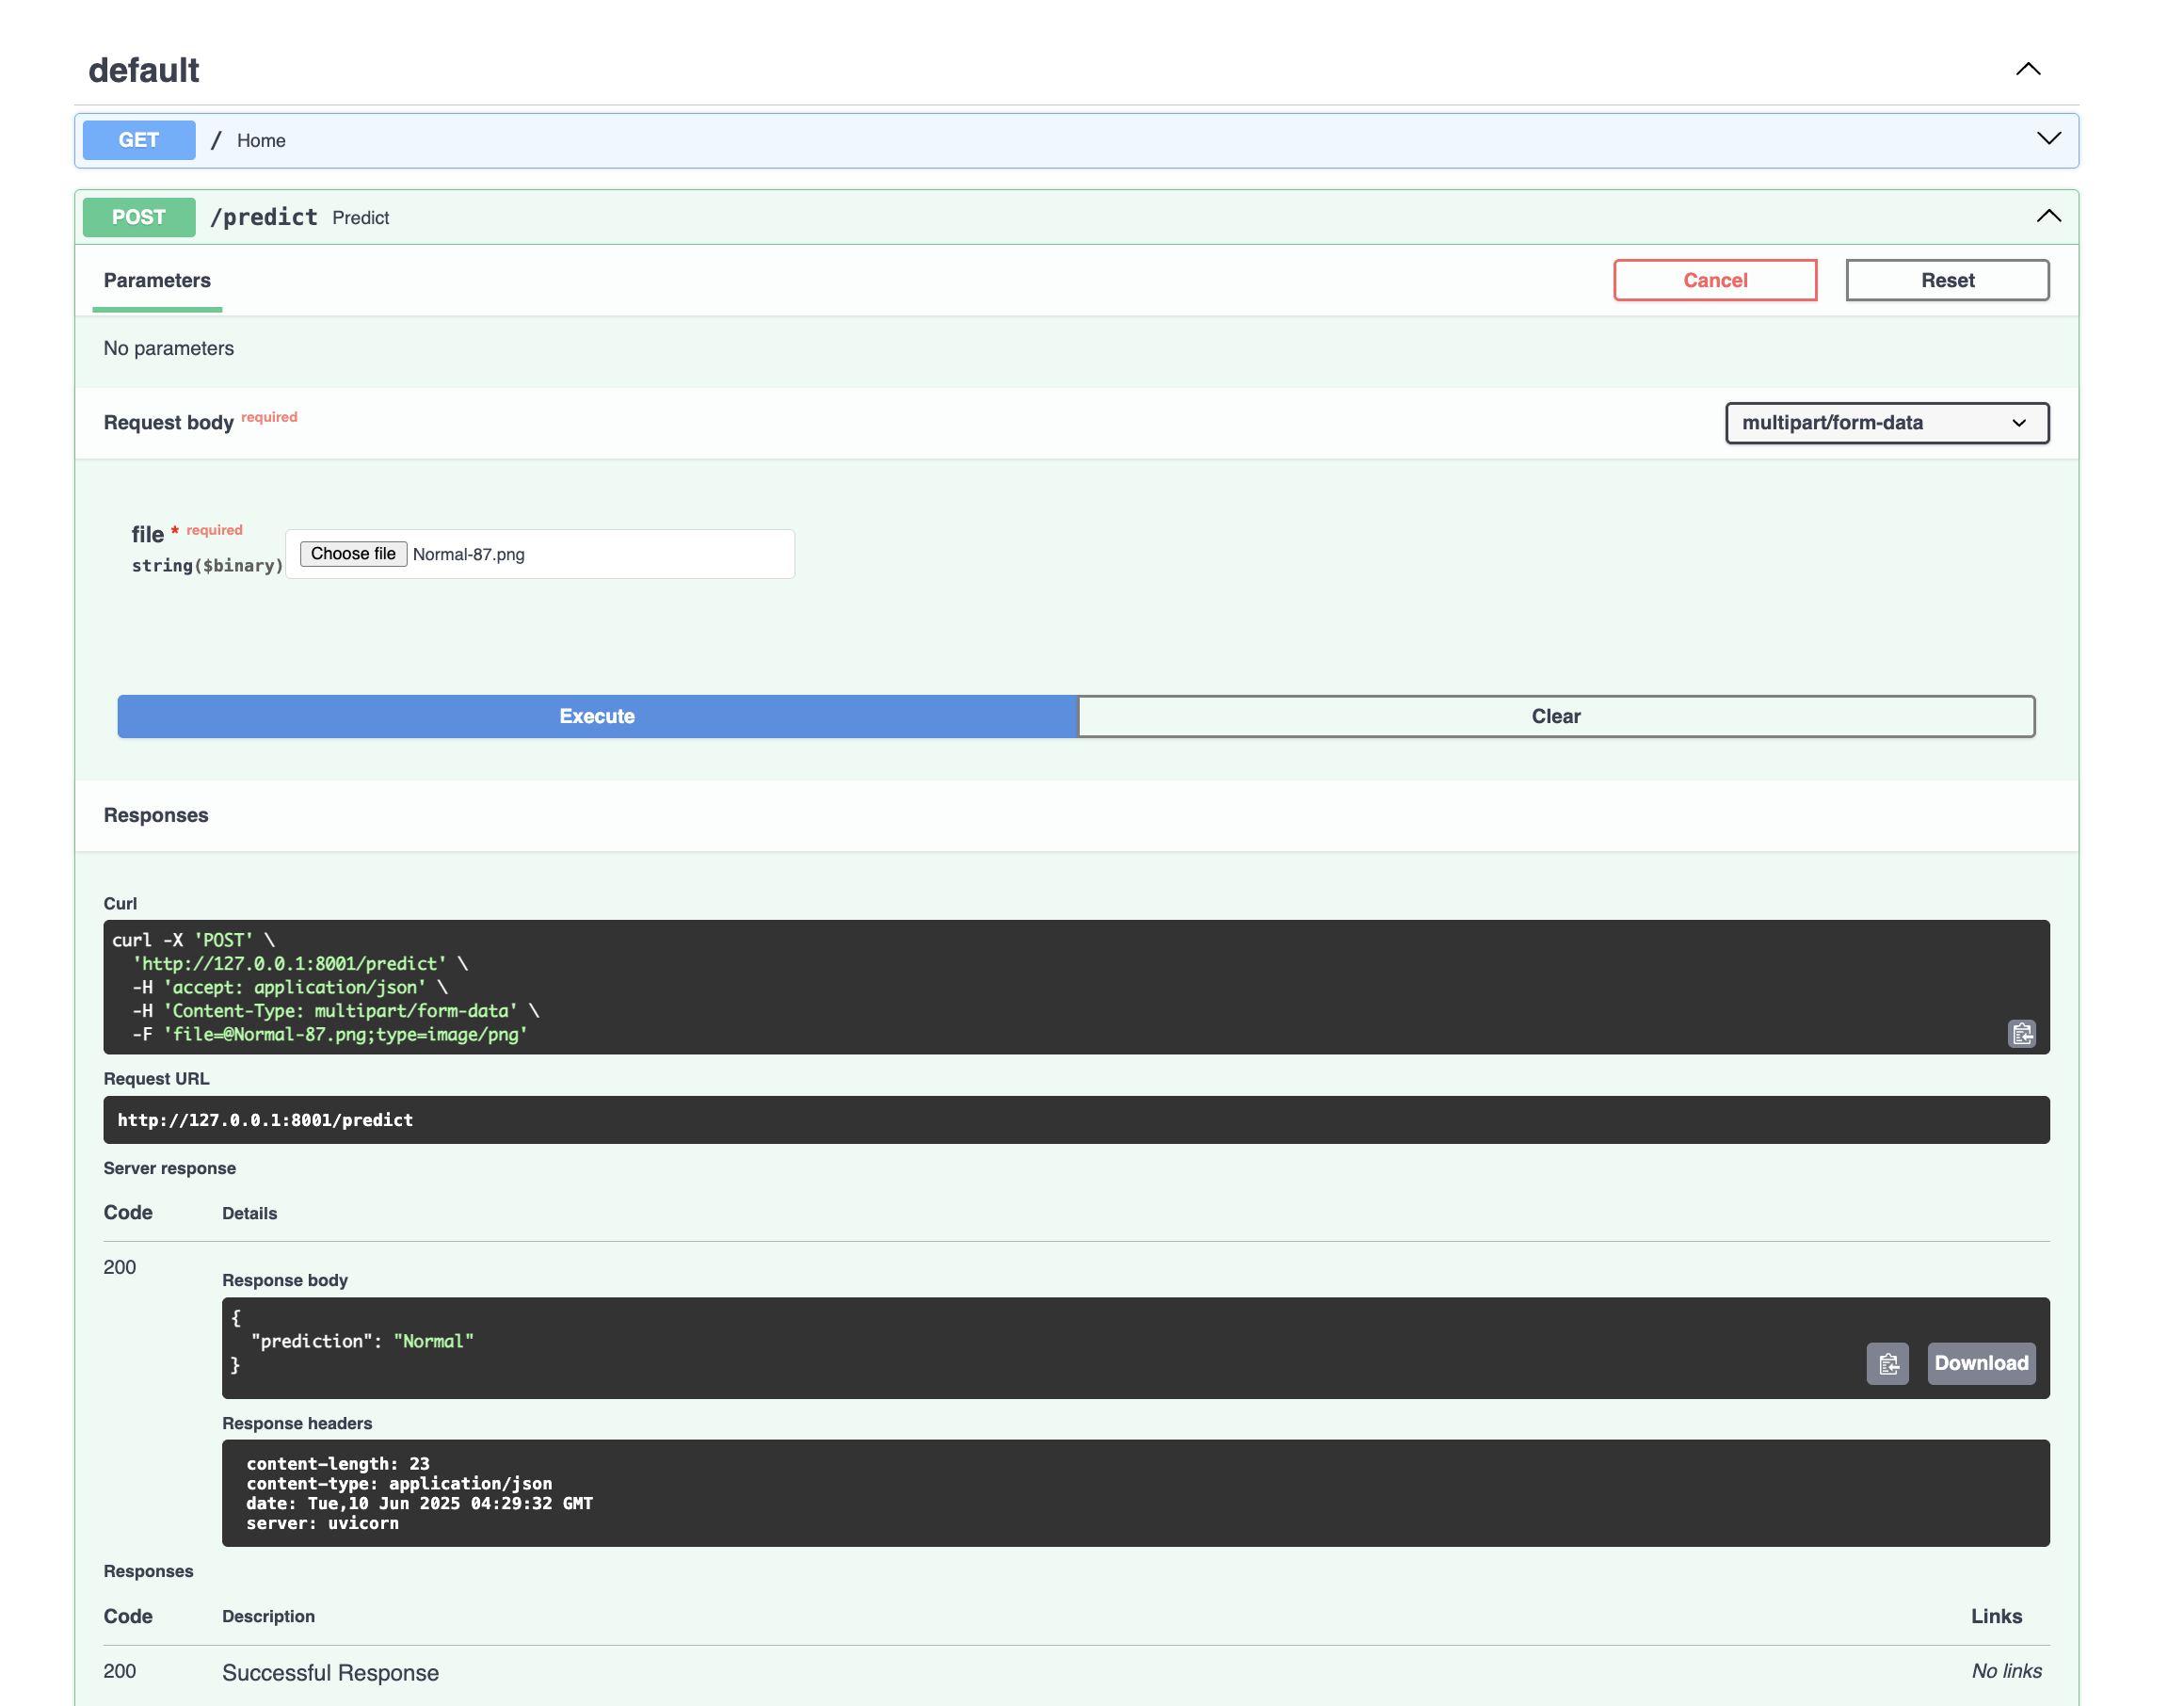 default
GET / Home
POST /predict Predict
Parameters Cancel Reset
No parameters
Request body required multipart/form-data
file * required
string($binary) Choose file Normal-87.png
Execute Clear
Responses
Curl
curl -X 'POST' \
  'http://127.0.0.1:8001/predict' \
  -H 'accept: application/json' \
  -H 'Content-Type: multipart/form-data' \
  -F 'file=@Normal-87.png;type=image/png'
Request URL
http://127.0.0.1:8001/predict
Server response
Code Details
200
Response body
{
  "prediction": "Normal"
}
Download
Response headers
content-length: 23
content-type: application/json
date: Tue,10 Jun 2025 04:29:32 GMT
server: uvicorn
Responses
Code Description Links
200 Successful Response No links